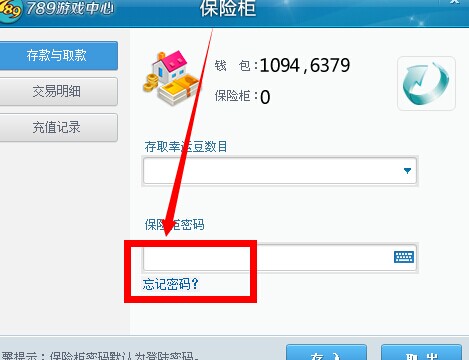 789游戏中心
保险柜
存款与取款
交易明细
充值记录
钱 包:1094,6379
保险柜:0
存取幸运豆数目
保险柜密码
忘记密码?
提示:保险柜密码默认为登陆密码。
存 入
取 出